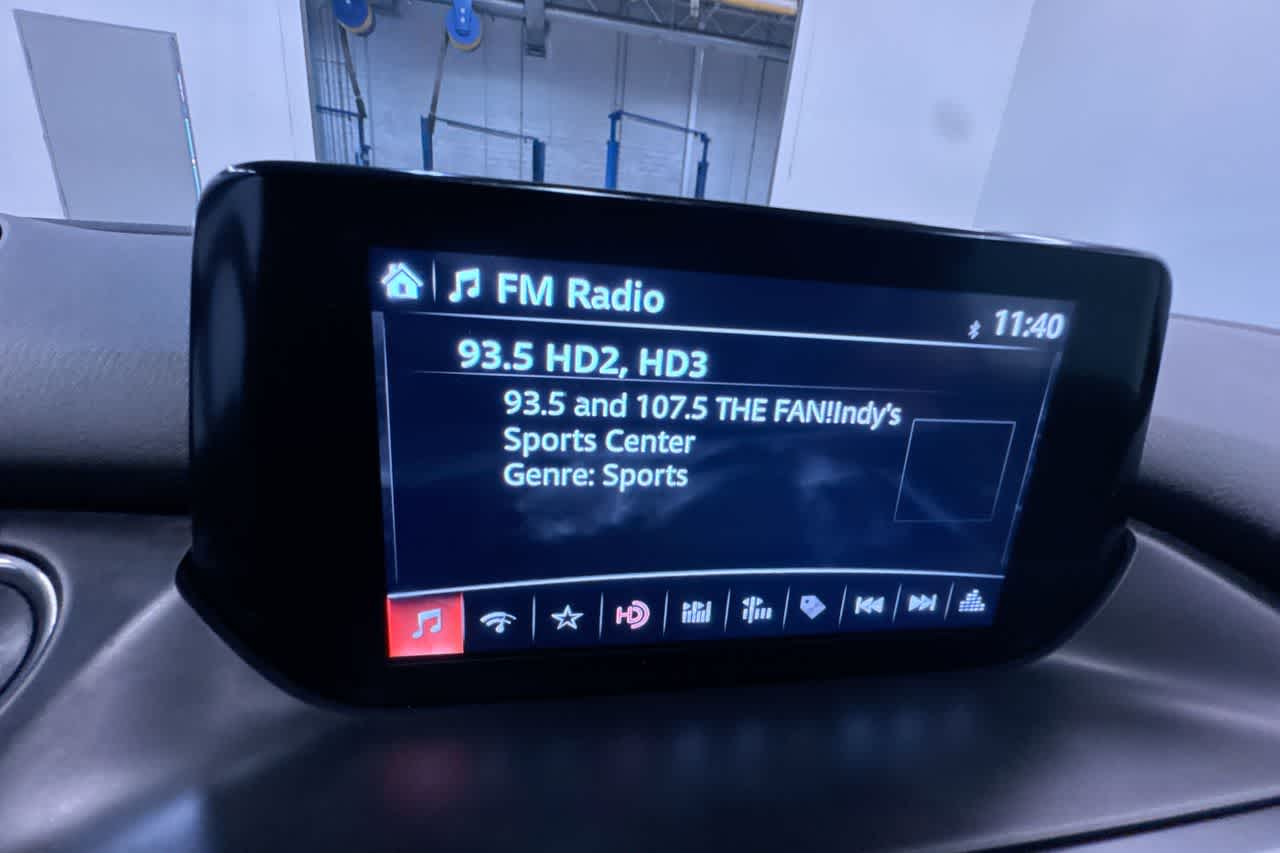 FM Radio
11:40
93.5 HD2, HD3
93.5 and 107.5 THE FAN!Indy's
Sports Center
Genre: Sports
HD